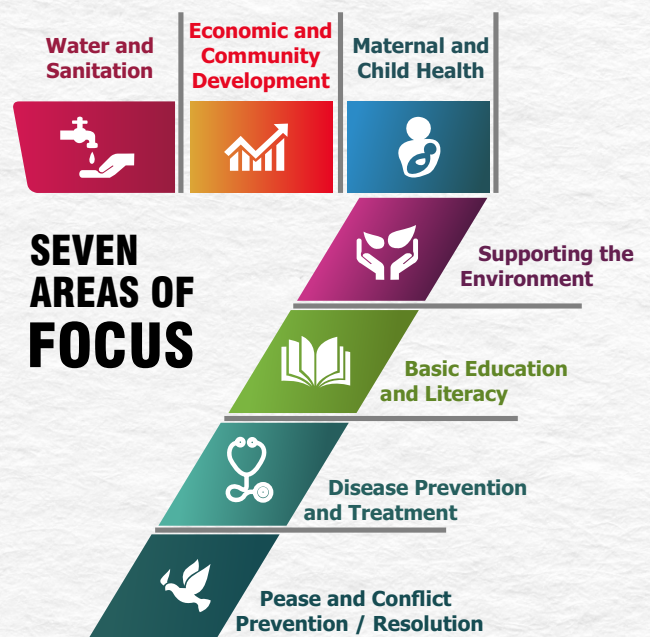 Water and
Sanitation
Economic and
Community
Development
Maternal and
Child Health
SEVEN
AREAS OF
FOCUS
Supporting the
Environment
Basic Education
and Literacy
Disease Prevention
and Treatment
Pease and Conflict
Prevention / Resolution